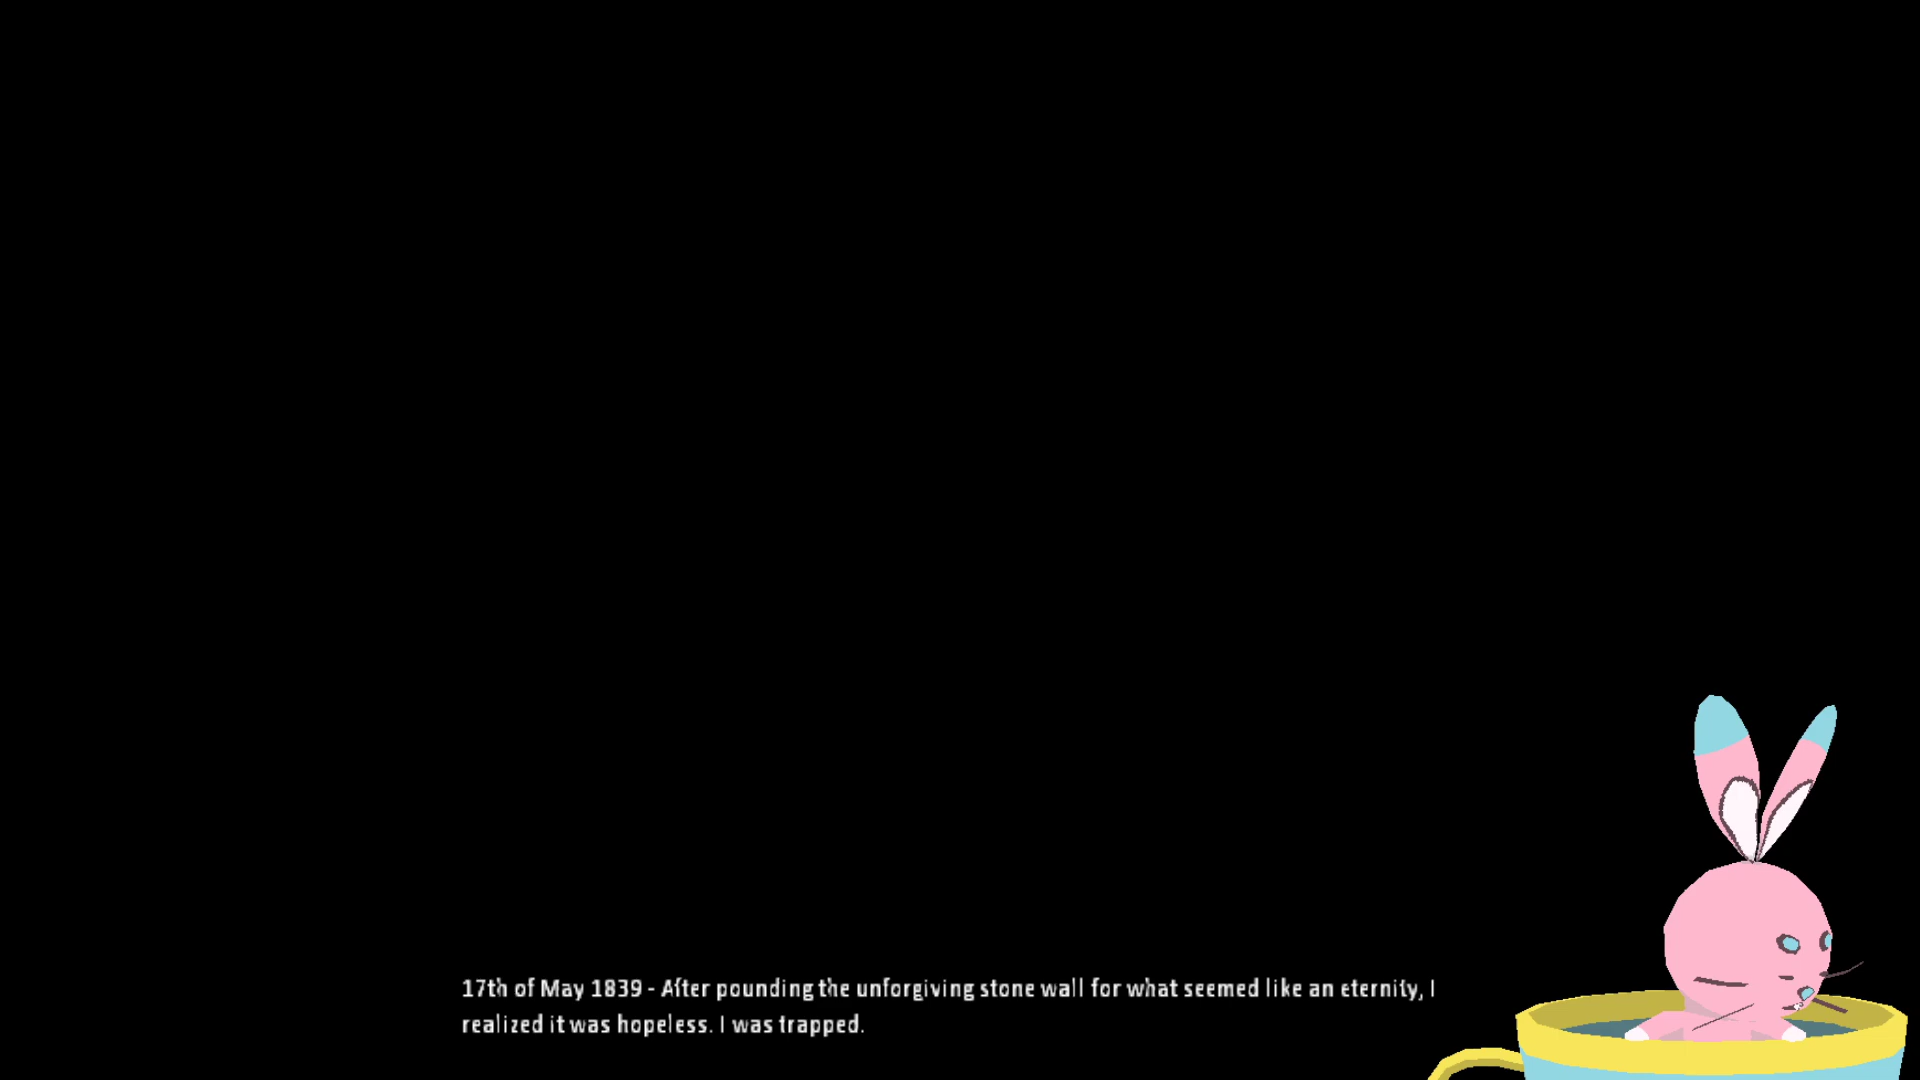 17th of May 1839 - After pounding the unforgiving stone wall for what seemed like an eternity, I
realized it was hopeless. I was trapped.